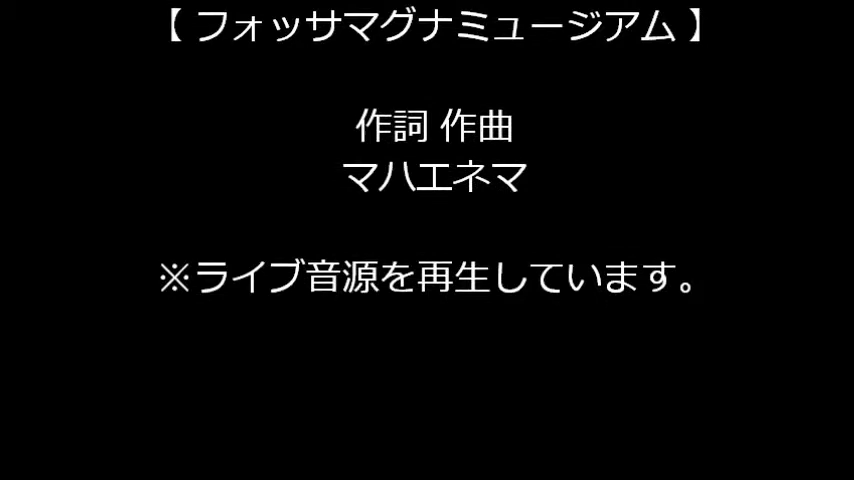 【 フォッサマグナミュージアム 】
作詞 作曲
マハエネマ
※ライブ音源を再生しています。